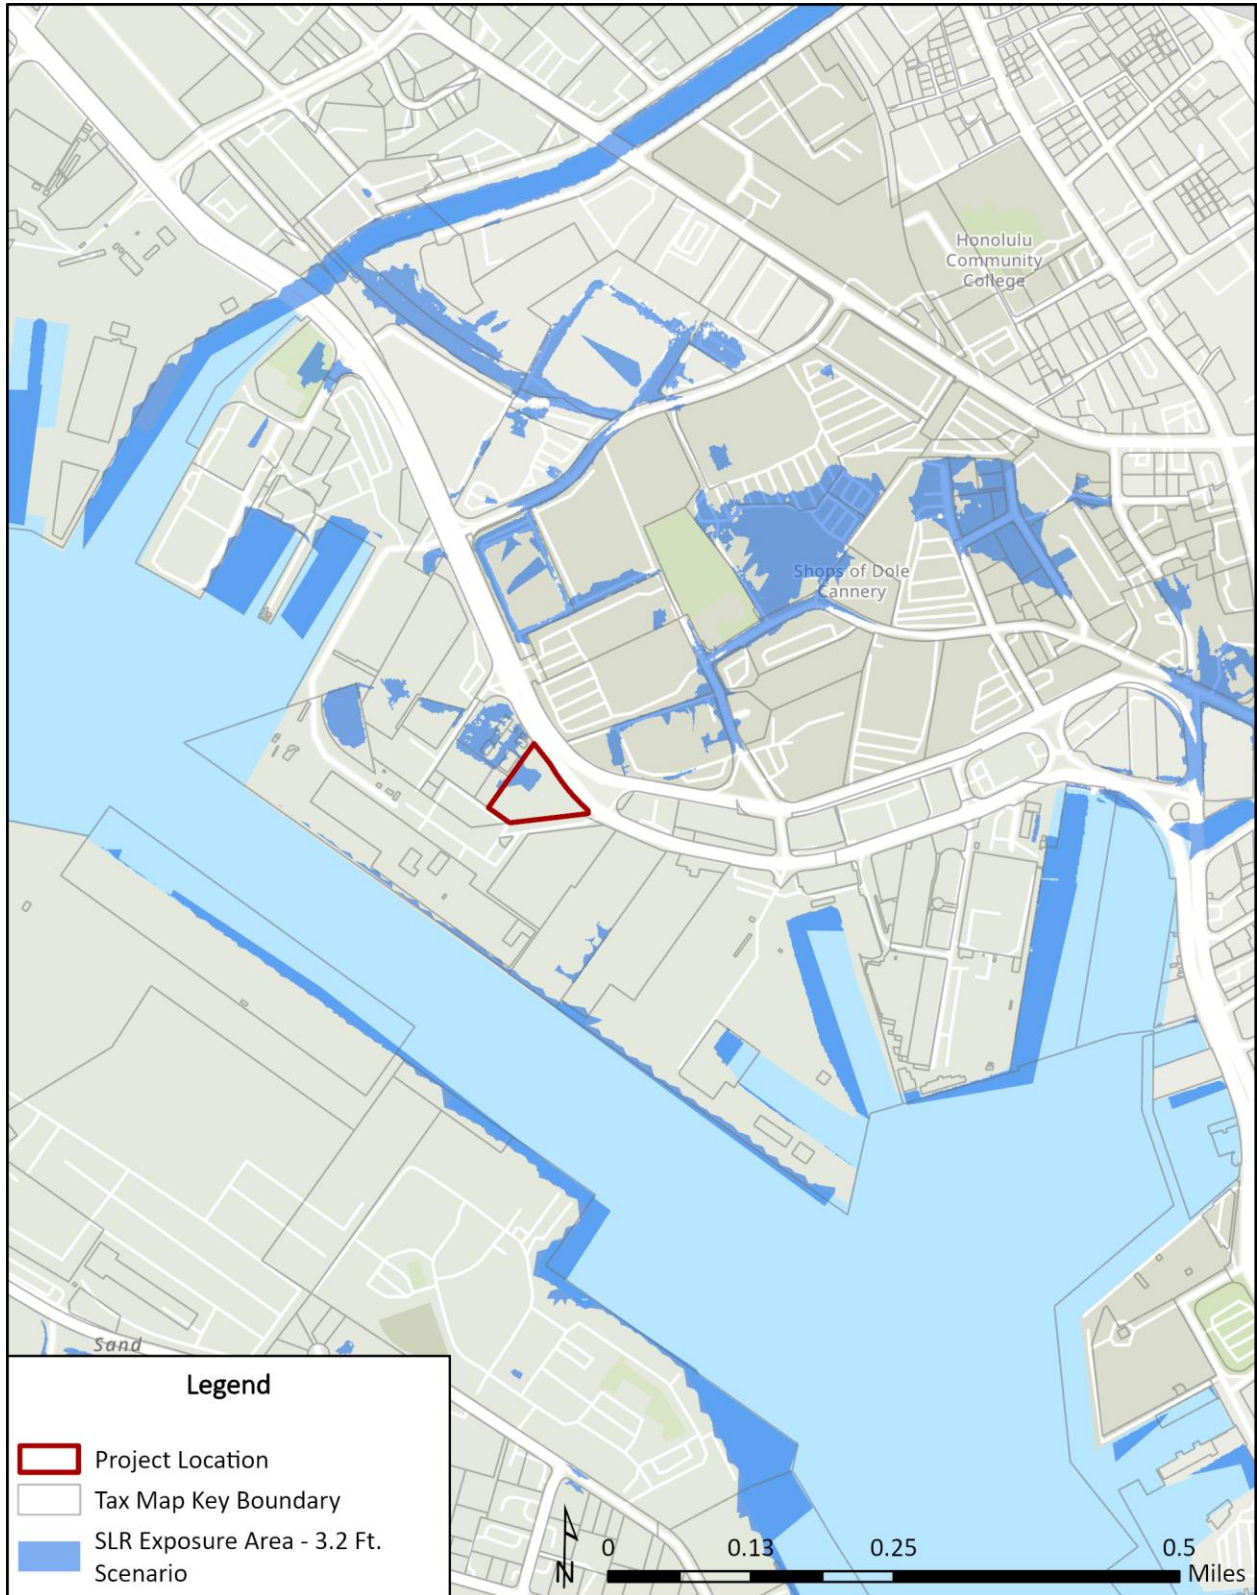 Honolulu
Community
College
Shops of Dole
Cannery
Sand
Legend
Project Location
Tax Map Key Boundary
SLR Exposure Area - 3.2 Ft.
Scenario
N
0 0.13 0.25 0.5
Miles